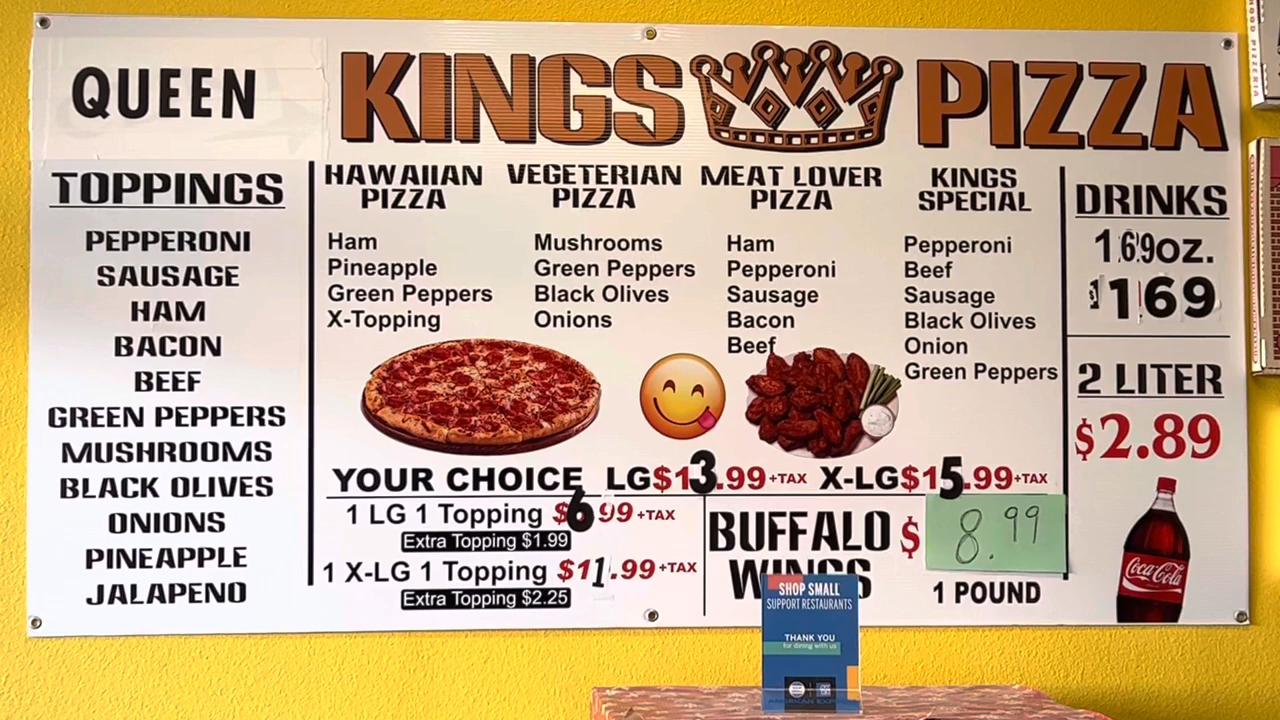 QUEEN KINGS PIZZA
TOPPINGS
PEPPERONI
SAUSAGE
HAM
BACON
BEEF
GREEN PEPPERS
MUSHROOMS
BLACK OLIVES
ONIONS
PINEAPPLE
JALAPENO
HAWAIIAN
PIZZA
Ham
Pineapple
Green Peppers
X-Topping
VEGETERIAN
PIZZA
Mushrooms
Green Peppers
Black Olives
Onions
MEAT LOVER
PIZZA
Ham
Pepperoni
Sausage
Bacon
Beef
KINGS
SPECIAL
Pepperoni
Beef
Sausage
Black Olives
Onion
Green Peppers
YOUR CHOICE LG$13.99+TAX X-LG$15.99+TAX
1 LG 1 Topping $6.99+TAX
Extra Topping $1.99
1 X-LG 1 Topping $11.99+TAX
Extra Topping $2.25
BUFFALO
WINGS
$ 8.99
1 POUND
DRINKS
16.9OZ.
$169
2 LITER
$2.89
Coca-Cola
SHOP SMALL
SUPPORT RESTAURANTS
THANK YOU
for dining with us